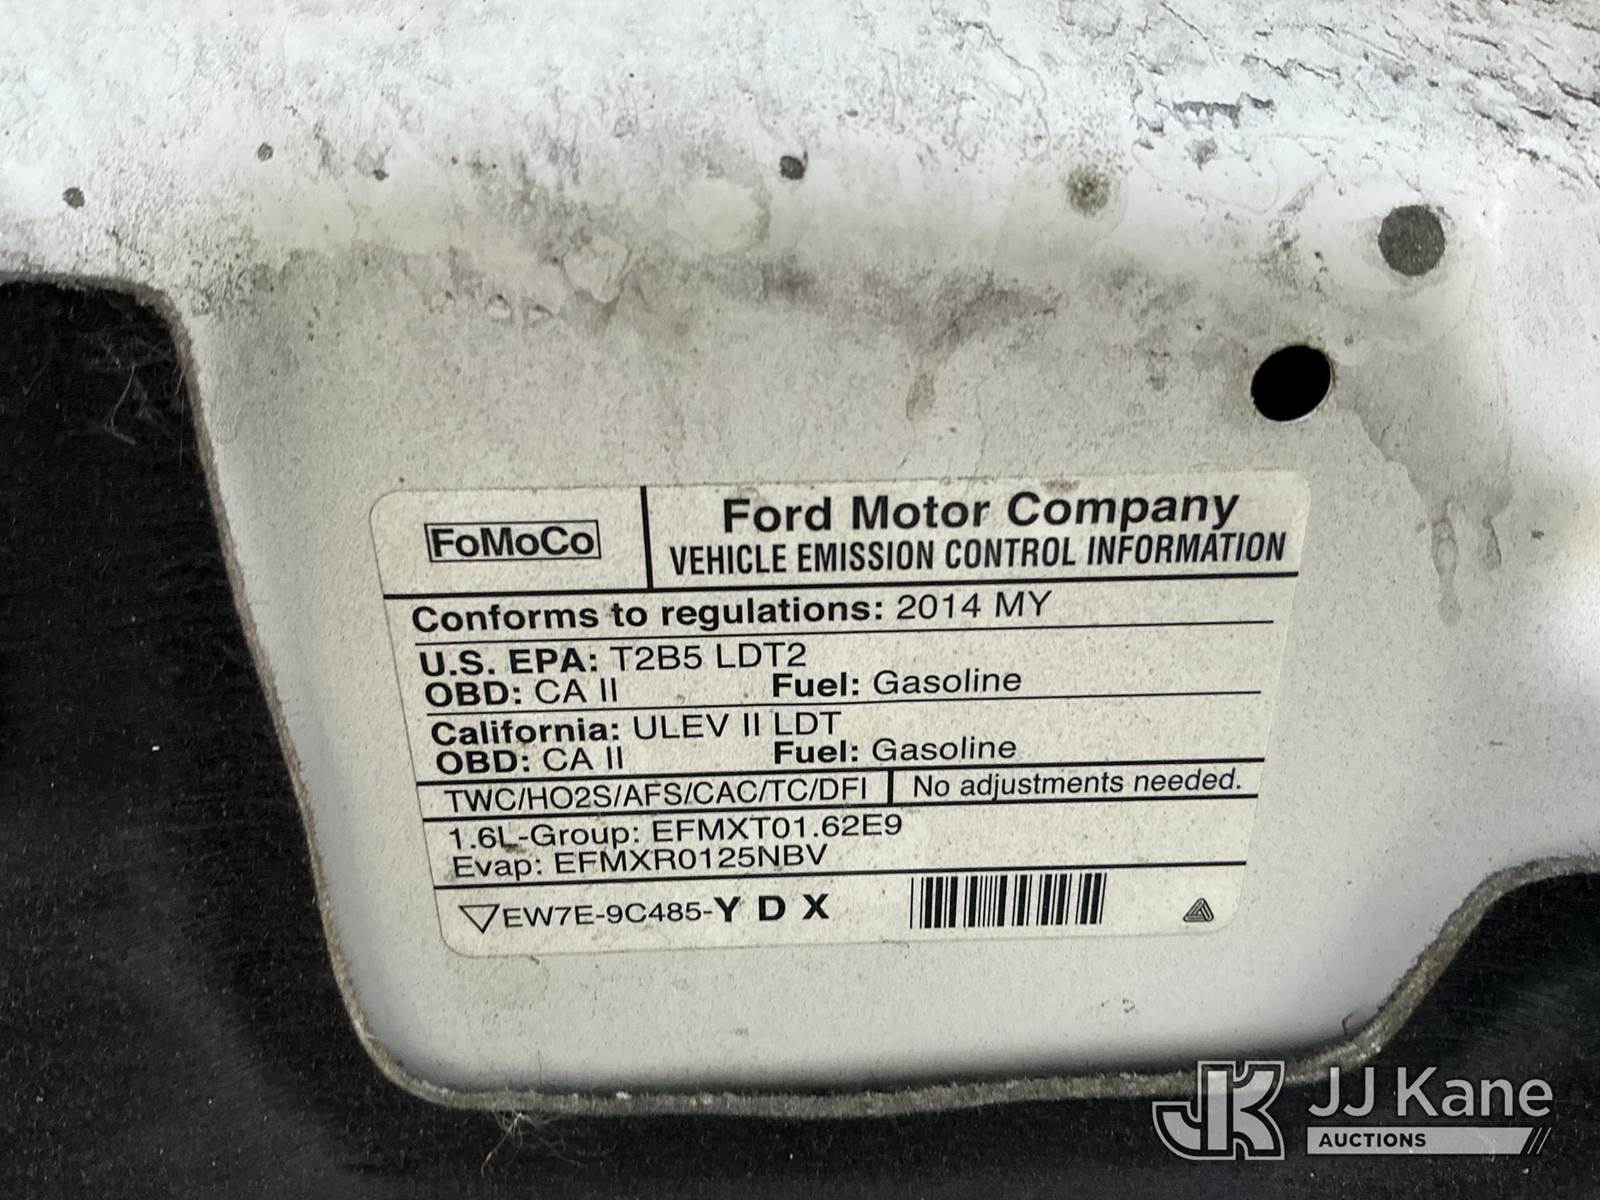 FoMoCo
Ford Motor Company
VEHICLE EMISSION CONTROL INFORMATION
Conforms to regulations: 2014 MY
U.S. EPA: T2B5 LDT2
OBD: CA II Fuel: Gasoline
California: ULEV II LDT
OBD: CA II Fuel: Gasoline
TWC/HO2S/AFS/CAC/TC/DFI No adjustments needed.
1.6L-Group: EFMXT01.62E9
Evap: EFMXR0125NBV
EW7E-9C485-Y D X
JK JJ Kane
AUCTIONS